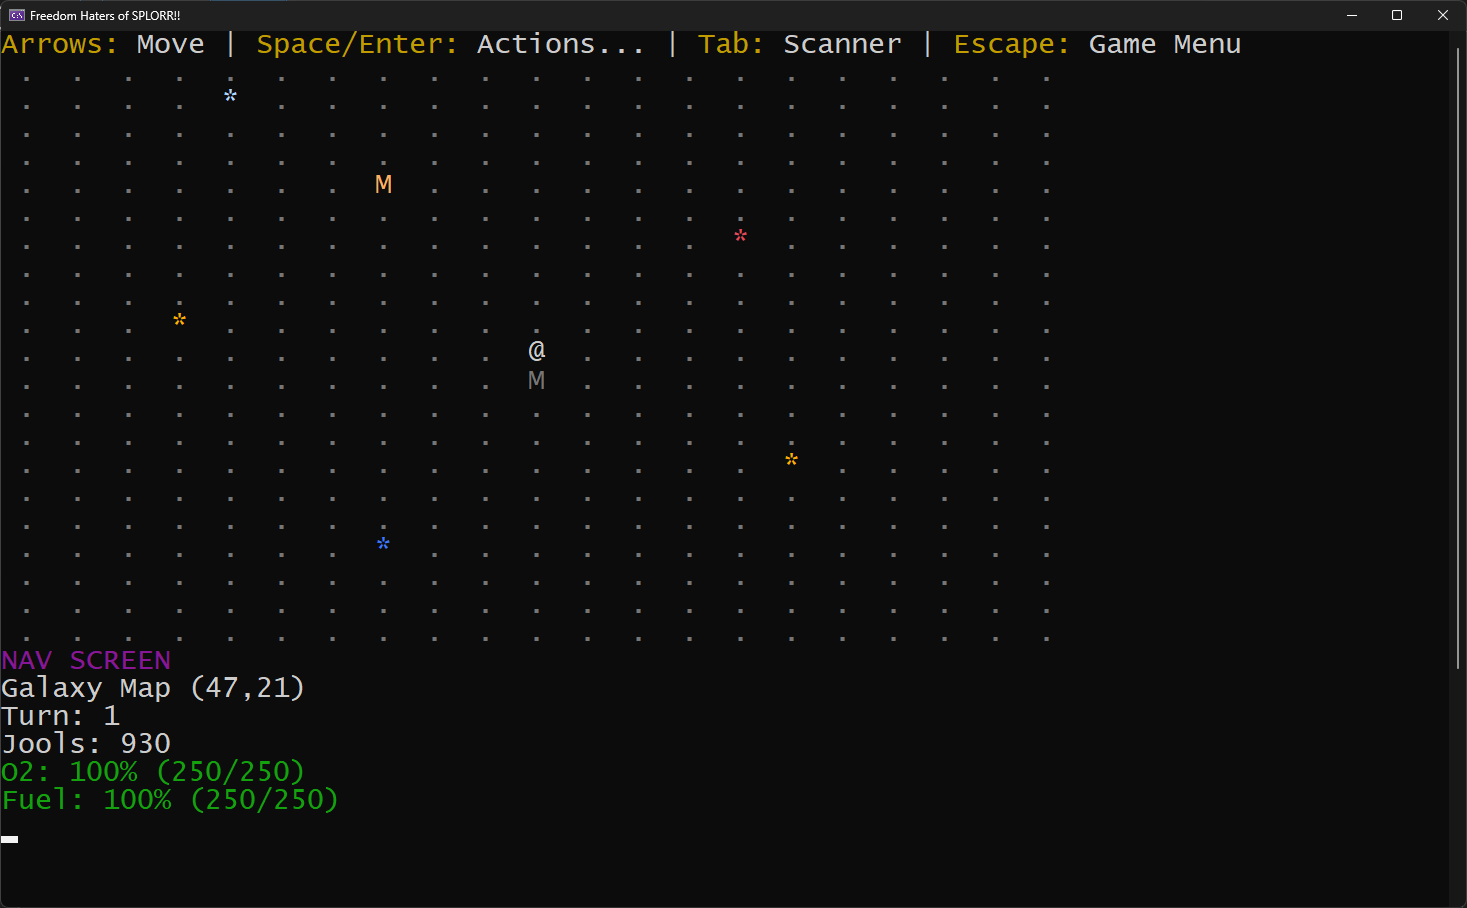 Freedom Haters of SPLORR!!
Arrows: Move | Space/Enter: Actions... | Tab: Scanner | Escape: Game Menu
. . . . . . . . . . . . . . . . . . . . .
. . . . * . . . . . . . . . . . . . . . .
. . . . . . . . . . . . . . . . . . . . .
. . . . . . . . . . . . . . . . . . . . .
. . . . . . . M . . . . . . . . . . . . .
. . . . . . . . . . . . . . . . . . . . .
. . . . . . . . . . . . . . * . . . . . .
. . . . . . . . . . . . . . . . . . . . .
. . . . . . . . . . . . . . . . . . . . .
. . . * . . . . . . . . . . . . . . . . .
. . . . . . . . . . @ . . . . . . . . . .
. . . . . . . . . . M . . . . . . . . . .
. . . . . . . . . . . . . . . . . . . . .
. . . . . . . . . . . . . . . . . . . . .
. . . . . . . . . . . . . . . * . . . . .
. . . . . . . . . . . . . . . . . . . . .
. . . . . . . . . . . . . . . . . . . . .
. . . . . . . * . . . . . . . . . . . . .
. . . . . . . . . . . . . . . . . . . . .
. . . . . . . . . . . . . . . . . . . . .
. . . . . . . . . . . . . . . . . . . . .
NAV SCREEN
Galaxy Map (47,21)
Turn: 1
Jools: 930
O2: 100% (250/250)
Fuel: 100% (250/250)